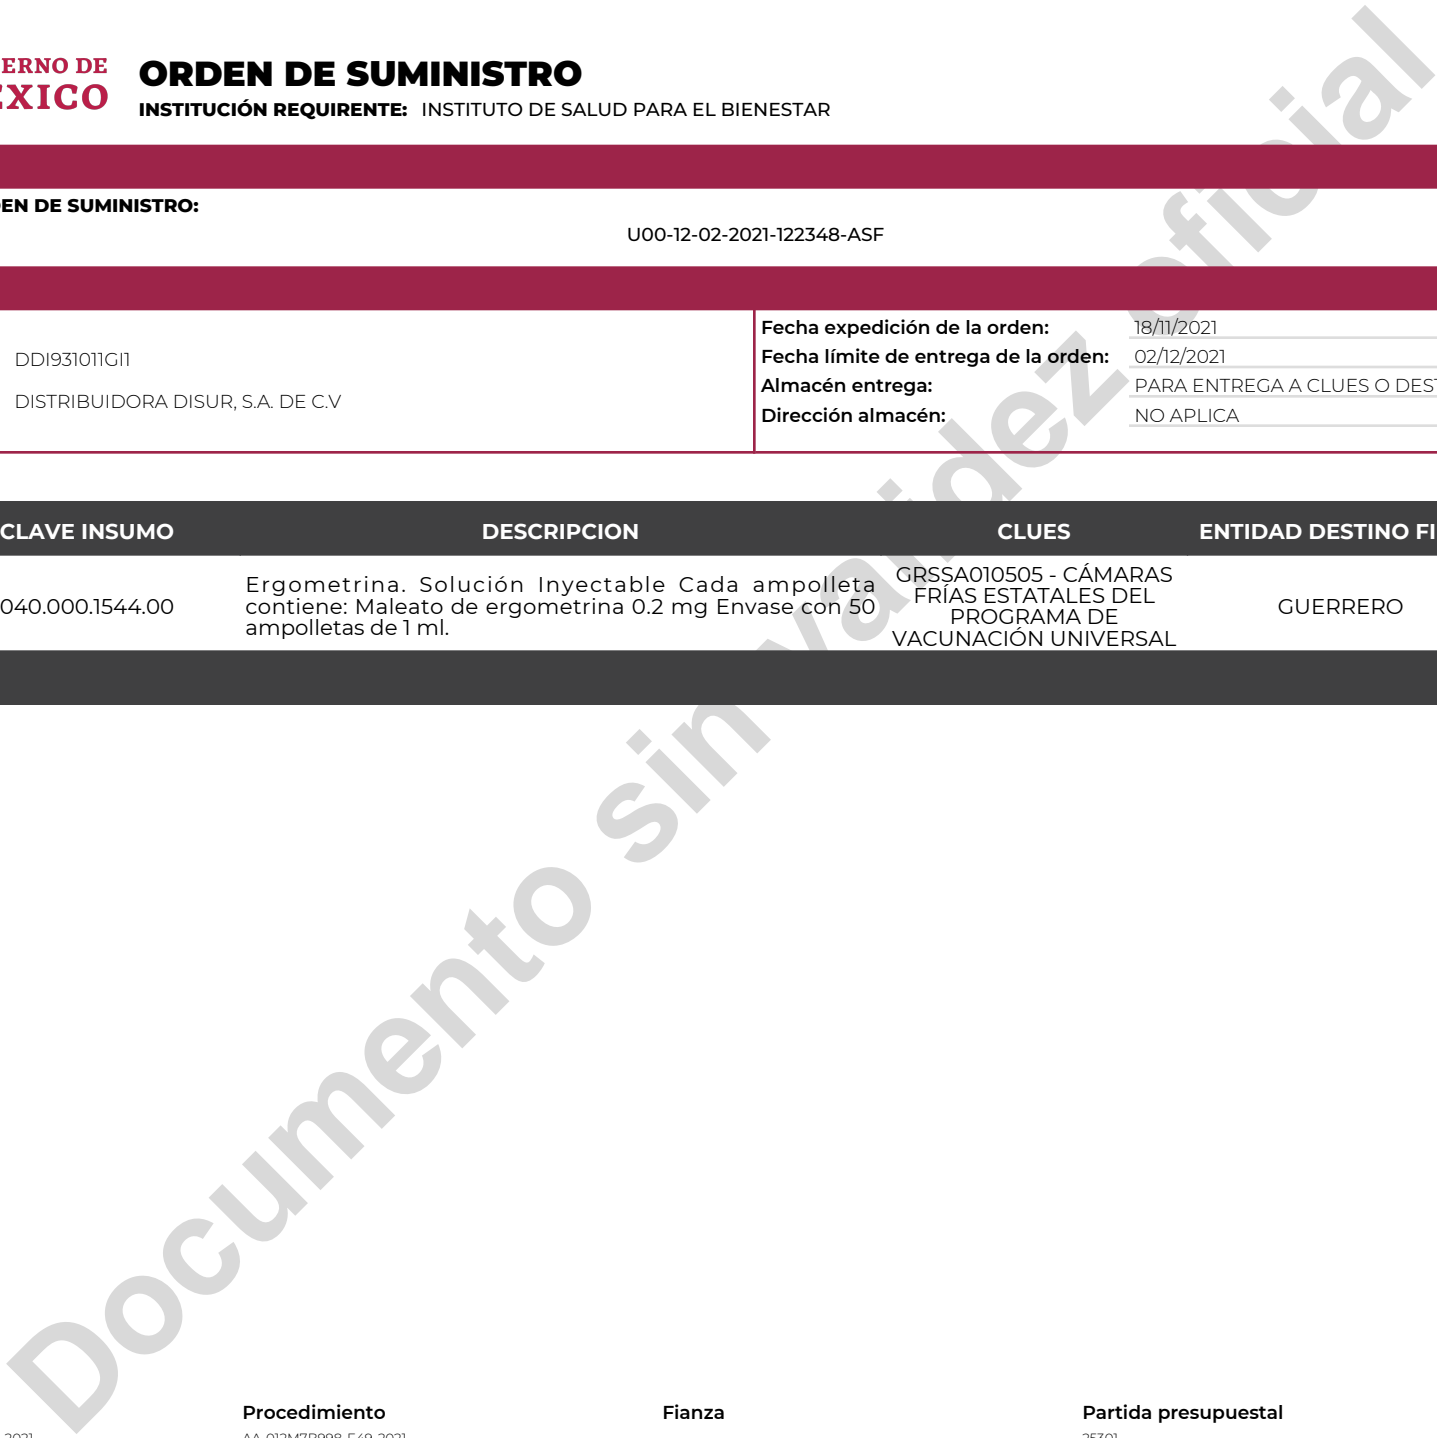 ERNO DE
ORDEN DE SUMINISTRO
EXICO
INSTITUCIÓN REQUIRENTE: INSTITUTO DE SALUD PARA EL BIENESTAR
EN DE SUMINISTRO:
U00-12-02-2021-122348-ASF
DDI931011GI1
DISTRIBUIDORA DISUR, S.A. DE C.V
Fecha expedición de la orden: 18/11/2021
Fecha límite de entrega de la orden: 02/12/2021
Almacén entrega: PARA ENTREGA A CLUES O DEST
Dirección almacén: NO APLICA
CLAVE INSUMO DESCRIPCION CLUES ENTIDAD DESTINO FI
040.000.1544.00
Ergometrina. Solución Inyectable Cada ampolleta
contiene: Maleato de ergometrina 0.2 mg Envase con 50
ampolletas de 1 ml.
GRSSA010505 - CÁMARAS
FRÍAS ESTATALES DEL
PROGRAMA DE
VACUNACIÓN UNIVERSAL
GUERRERO
Documento sin validez oficial
Procedimiento Fianza Partida presupuestal